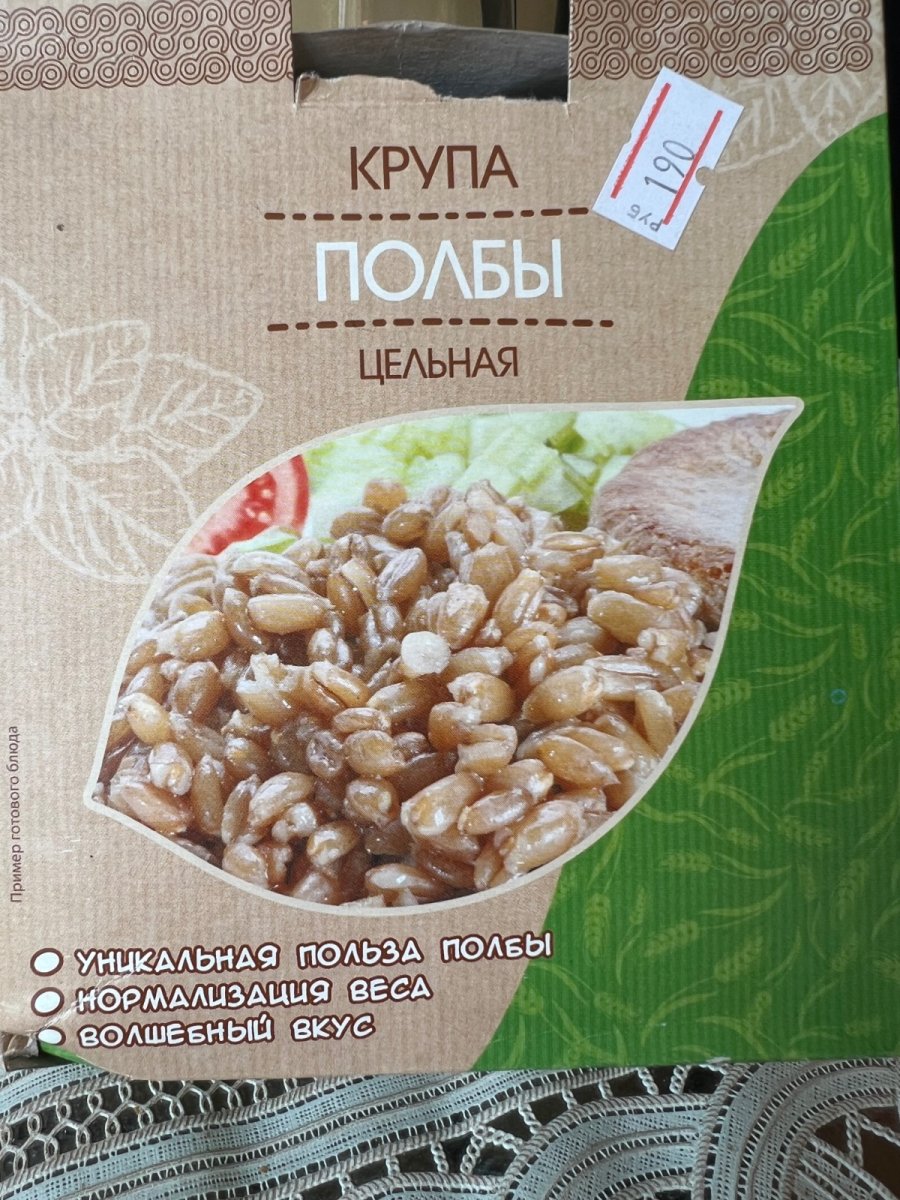 КРУПА
190
РУБ
ПОЛБЫ
ЦЕЛЬНАЯ
Пример готового блюда
УНИКАЛЬНАЯ ПОЛЬЗА ПОЛБЫ
НОРМАЛИЗАЦИЯ ВЕСА
ВОЛШЕБНЫЙ ВКУС